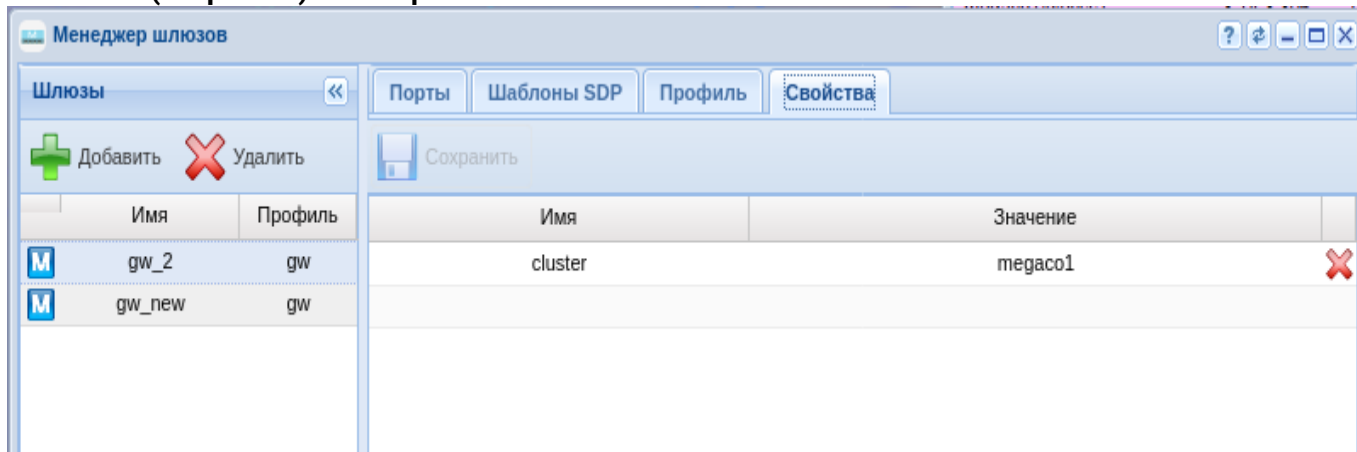 Менеджер шлюзов
Шлюзы
Порты Шаблоны SDP Профиль Свойства
Добавить Удалить Сохранить
Имя Профиль Имя Значение
M gw_2 gw cluster megaco1
M gw_new gw